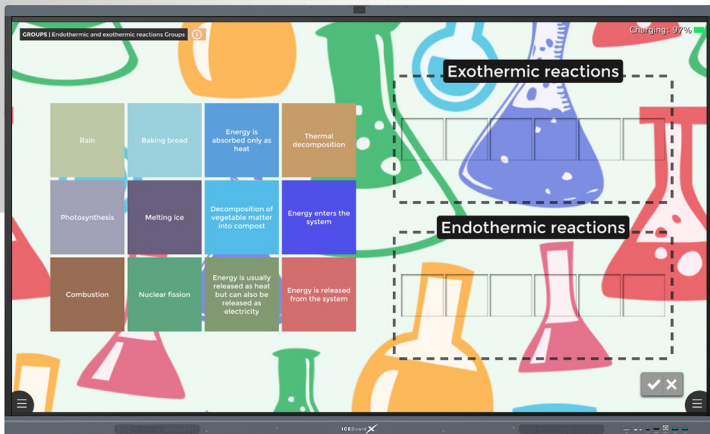 GROUPS | Endothermic and exothermic reactions Groups
Charging: 97%
Exothermic reactions
Rain
Baking bread
Energy is
absorbed only as
heat
Thermal
decomposition
Photosynthesis
Melting ice
Decomposition of
vegetable matter
into compost
Energy enters the
system
Endothermic reactions
Combustion
Nuclear fission
Energy is usually
released as heat
but can also be
released as
electricity
Energy is released
from the system
ICEBoard X